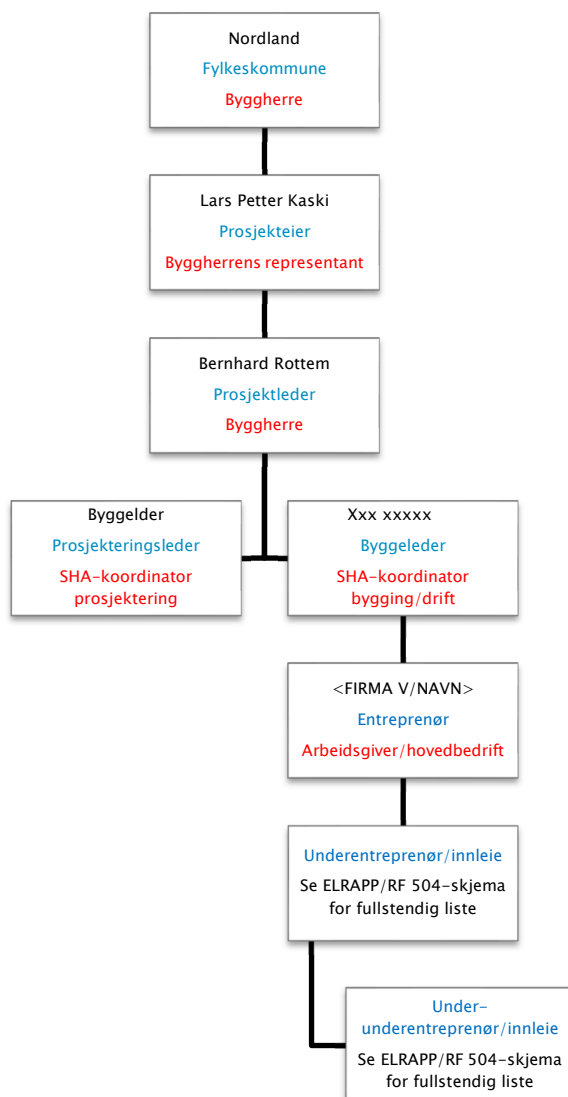 Nordland
Fylkeskommune
Byggherre
Lars Petter Kaski
Prosjekteier
Byggherrens representant
Bernhard Rottem
Prosjektleder
Byggherre
Byggelder
Prosjekteringsleder
SHA-koordinator
prosjektering
Xxx xxxxx
Byggeleder
SHA-koordinator
bygging/drift
<FIRMA V/NAVN>
Entreprenør
Arbeidsgiver/hovedbedrift
Underentreprenør/innleie
Se ELRAPP/RF 504-skjema
for fullstendig liste
Under-
underentreprenør/innleie
Se ELRAPP/RF 504-skjema
for fullstendig liste